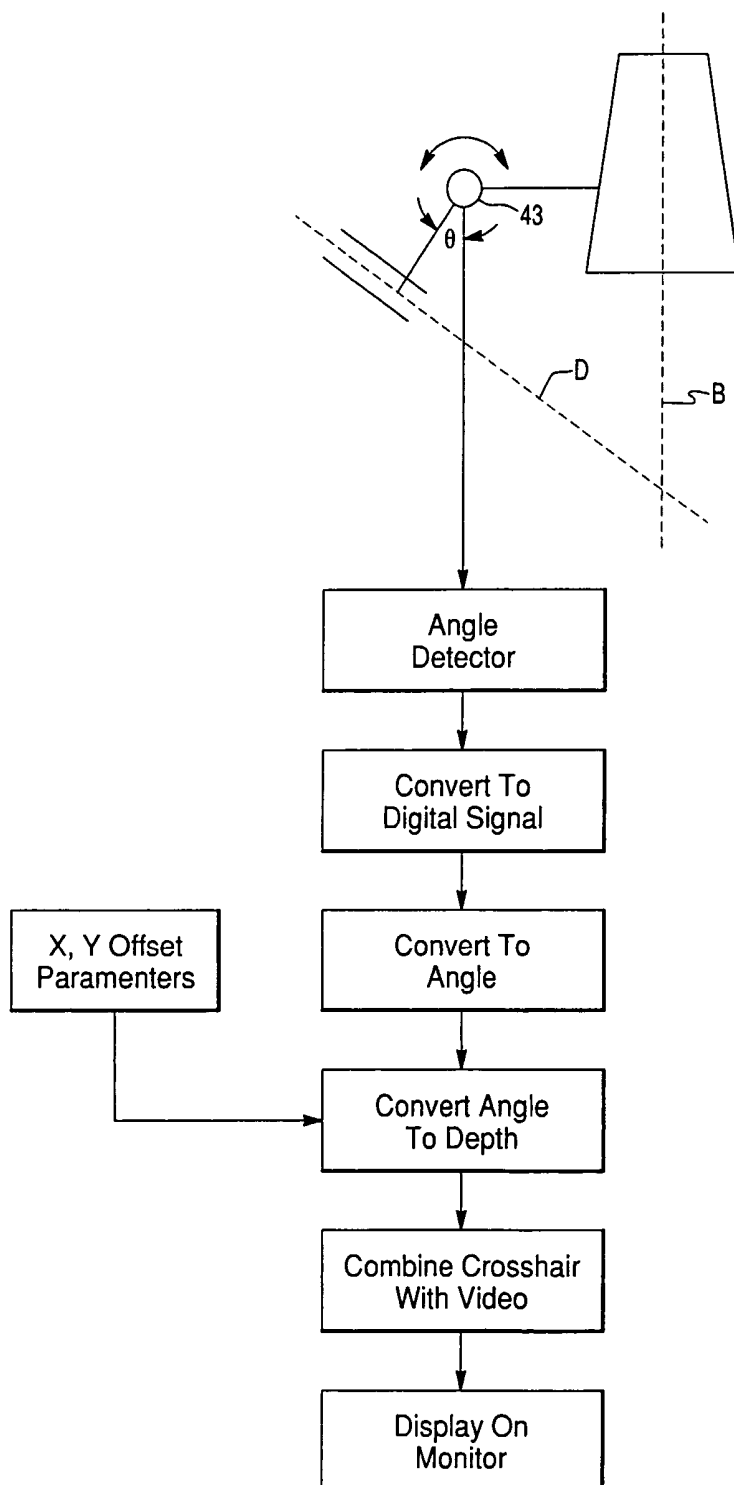 43
θ
D
B
Angle
Detector
Convert To
Digital Signal
X, Y Offset
Paramenters
Convert To
Angle
Convert Angle
To Depth
Combine Crosshair
With Video
Display On
Monitor